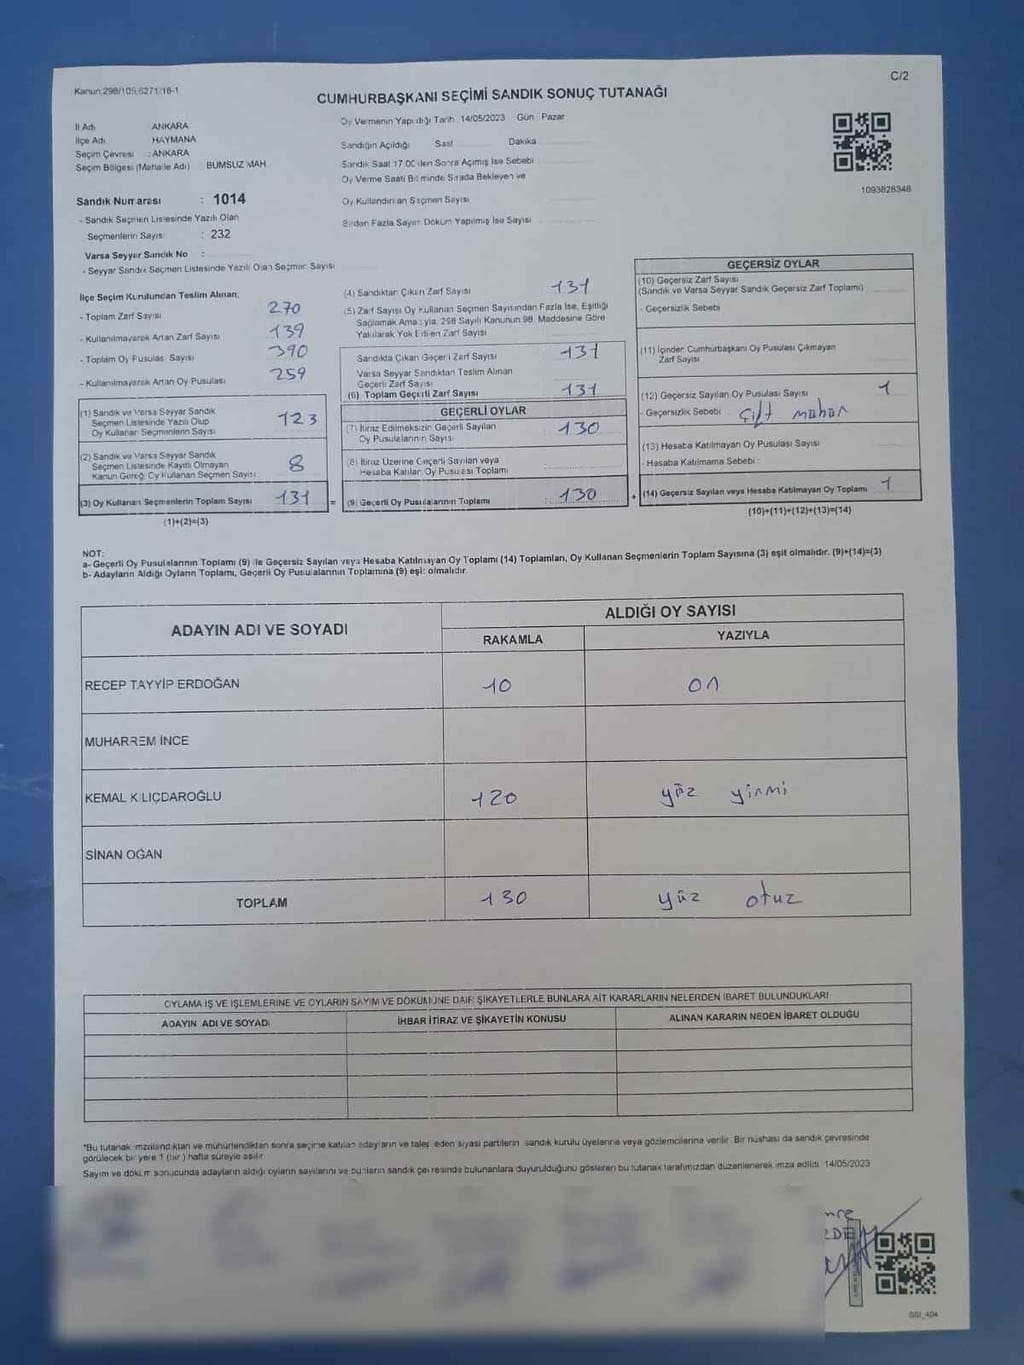 C/2
Kanun:298/105,6271/18-1
CUMHURBAŞKANI SEÇİMİ SANDIK SONUÇ TUTANAĞI
İl Adı ANKARA
İlçe Adı HAYMANA
Seçim Çevresi : ANKARA
Seçim Bölgesi (Mahalle Adı) BUMSUZ MAH.
Oy Vermenin Yapıldığı Tarih 14/05/2023 Gün : Pazar
Sandığın Açıldığı Saat Dakika
Sandık Saat 17.00'den Sonra Açılmış İse Sebebi
Oy Verme Saati Bitiminde Sırada Bekleyen ve
Oy Kullandırılan Seçmen Sayısı
Birden Fazla Sayım Döküm Yapılmış İse Sayısı
1093828348
Sandık Numarası : 1014
- Sandık Seçmen Listesinde Yazılı Olan
Seçmenlerin Sayısı : 232
Varsa Seyyar Sandık No :
- Seyyar Sandık Seçmen Listesinde Yazılı Olan Seçmen Sayısı
İlçe Seçim Kurulundan Teslim Alınan;
- Toplam Zarf Sayısı 270
- Kullanılmayarak Artan Zarf Sayısı 139
- Toplam Oy Pusulası Sayısı 390
- Kullanılmayarak Artan Oy Pusulası 259
(1) Sandık ve Varsa Seyyar Sandık
Seçmen Listesinde Yazılı Olup
Oy Kullanan Seçmenlerin Sayısı 123
(2) Sandık ve Varsa Seyyar Sandık
Seçmen Listesinde Kayıtlı Olmayan
Kanun Gereği Oy Kullanan Seçmen Sayısı 8
(3) Oy Kullanan Seçmenlerin Toplam Sayısı 131 =
(1)+(2)=(3)
(4) Sandıktan Çıkan Zarf Sayısı 131
(5) Zarf Sayısı Oy Kullanan Seçmen Sayısından Fazla İse, Eşitliği
Sağlamak Amacıyla, 298 Sayılı Kanunun 98. Maddesine Göre
Yakılarak Yok Edilen Zarf Sayısı
Sandıkta Çıkan Geçerli Zarf Sayısı 131
Varsa Seyyar Sandıktan Teslim Alınan
Geçerli Zarf Sayısı
(6) Toplam Geçerli Zarf Sayısı 131
GEÇERLİ OYLAR
(7) İtiraz Edilmeksizin Geçerli Sayılan
Oy Pusulalarının Sayısı 130
(8) İtiraz Üzerine Geçerli Sayılan veya
Hesaba Katılan Oy Pusulası Toplamı
(9) Geçerli Oy Pusulalarının Toplamı : 130 +
GEÇERSİZ OYLAR
(10) Geçersiz Zarf Sayısı
(Sandık ve Varsa Seyyar Sandık Geçersiz Zarf Toplamı)
- Geçersizlik Sebebi
(11) İçinden Cumhurbaşkanı Oy Pusulası Çıkmayan
Zarf Sayısı
(12) Geçersiz Sayılan Oy Pusulası Sayısı 1
- Geçersizlik Sebebi çift mühür
(13) Hesaba Katılmayan Oy Pusulası Sayısı
- Hesaba Katılmama Sebebi :
(14) Geçersiz Sayılan veya Hesaba Katılmayan Oy Toplamı 1
(10)+(11)+(12)+(13)=(14)
NOT:
a- Geçerli Oy Pusulalarının Toplamı (9) ile Geçersiz Sayılan veya Hesaba Katılmayan Oy Toplamı (14) Toplamları, Oy Kullanan Seçmenlerin Toplam Sayısına (3) eşit olmalıdır. (9)+(14)=(3)
b- Adayların Aldığı Oyların Toplamı, Geçerli Oy Pusulalarının Toplamına (9) eşit olmalıdır.
ADAYIN ADI VE SOYADI ALDIĞI OY SAYISI
RAKAMLA YAZIYLA
RECEP TAYYİP ERDOĞAN 10 on
MUHARREM İNCE
KEMAL KILIÇDAROĞLU 120 yüz yirmi
SİNAN OĞAN
TOPLAM 130 yüz otuz
OYLAMA İŞ VE İŞLEMLERİNE VE OYLARIN SAYIM VE DÖKÜMÜNE DAİR ŞİKAYETLERLE BUNLARA AİT KARARLARIN NELERDEN İBARET BULUNDUKLARI
ADAYIN ADI VE SOYADI İHBAR İTİRAZ VE ŞİKAYETİN KONUSU ALINAN KARARIN NEDEN İBARET OLDUĞU
*Bu tutanak imzalandıktan ve mühürlendikten sonra seçime katılan adayların ve talep eden siyasi partilerin sandık kurulu üyelerine veya gözlemcilerine verilir. Bir nüshası da sandık çevresinde
görülecek bir yere 1 (bir) hafta süreyle asılır.
Sayım ve döküm sonucunda adayların aldığı oyların sayılarını ve bunların sandık çevresinde bulunanlara duyurulduğunu gösteren bu tutanak tarafımızdan düzenlenerek imza edildi. 14/05/2023